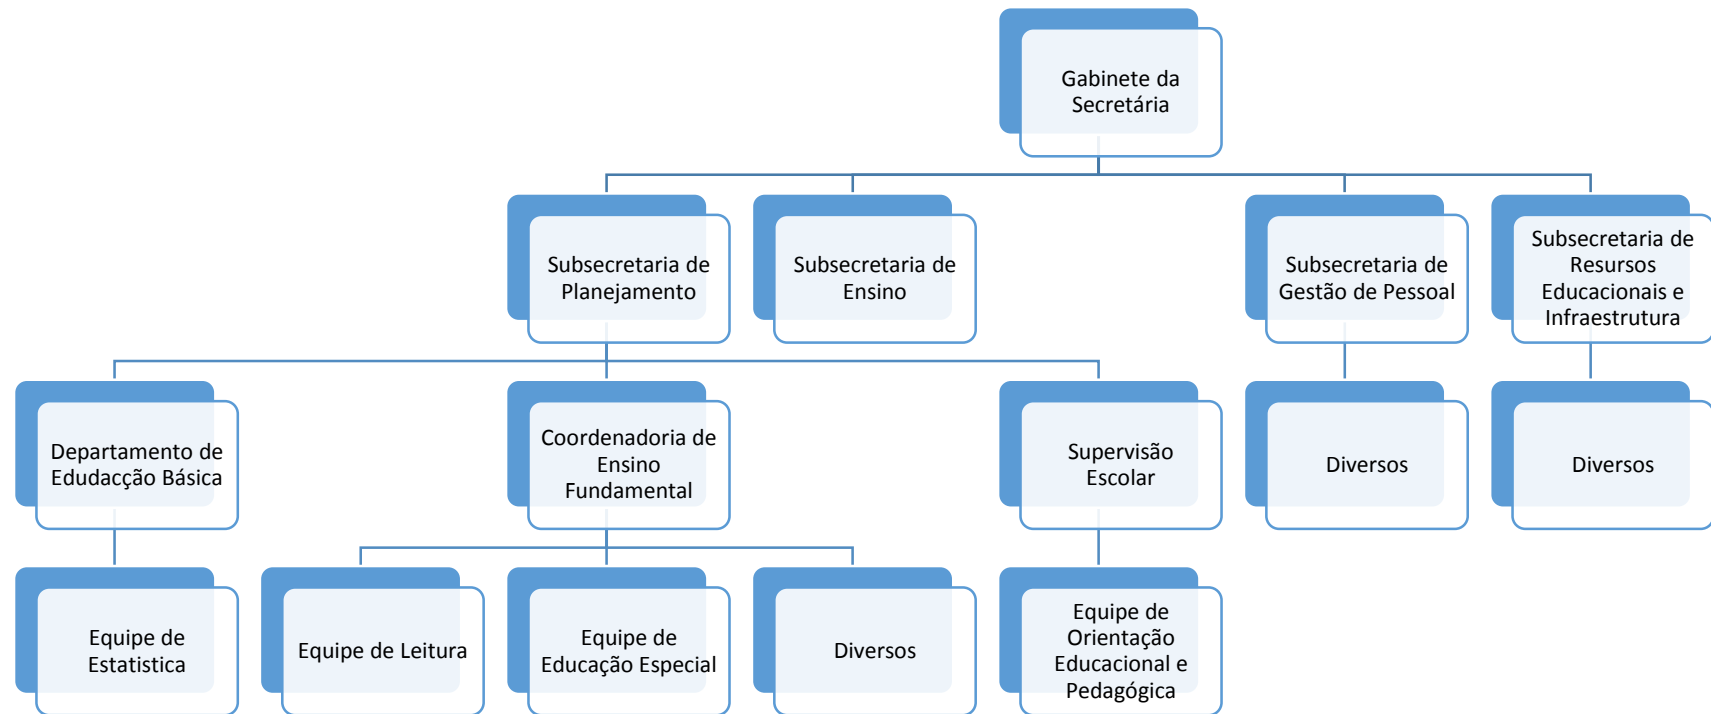 Gabinete da
Secretária
Subsecretaria de
Planejamento
Subsecretaria de
Ensino
Subsecretaria de
Gestão de Pessoal
Subsecretaria de
Resursos
Educacionais e
Infraestrutura
Departamento de
Edudacção Básica
Coordenadoria de
Ensino
Fundamental
Supervisão
Escolar
Diversos
Diversos
Equipe de
Estatistica
Equipe de Leitura
Equipe de
Educação Especial
Diversos
Equipe de
Orientação
Educacional e
Pedagógica